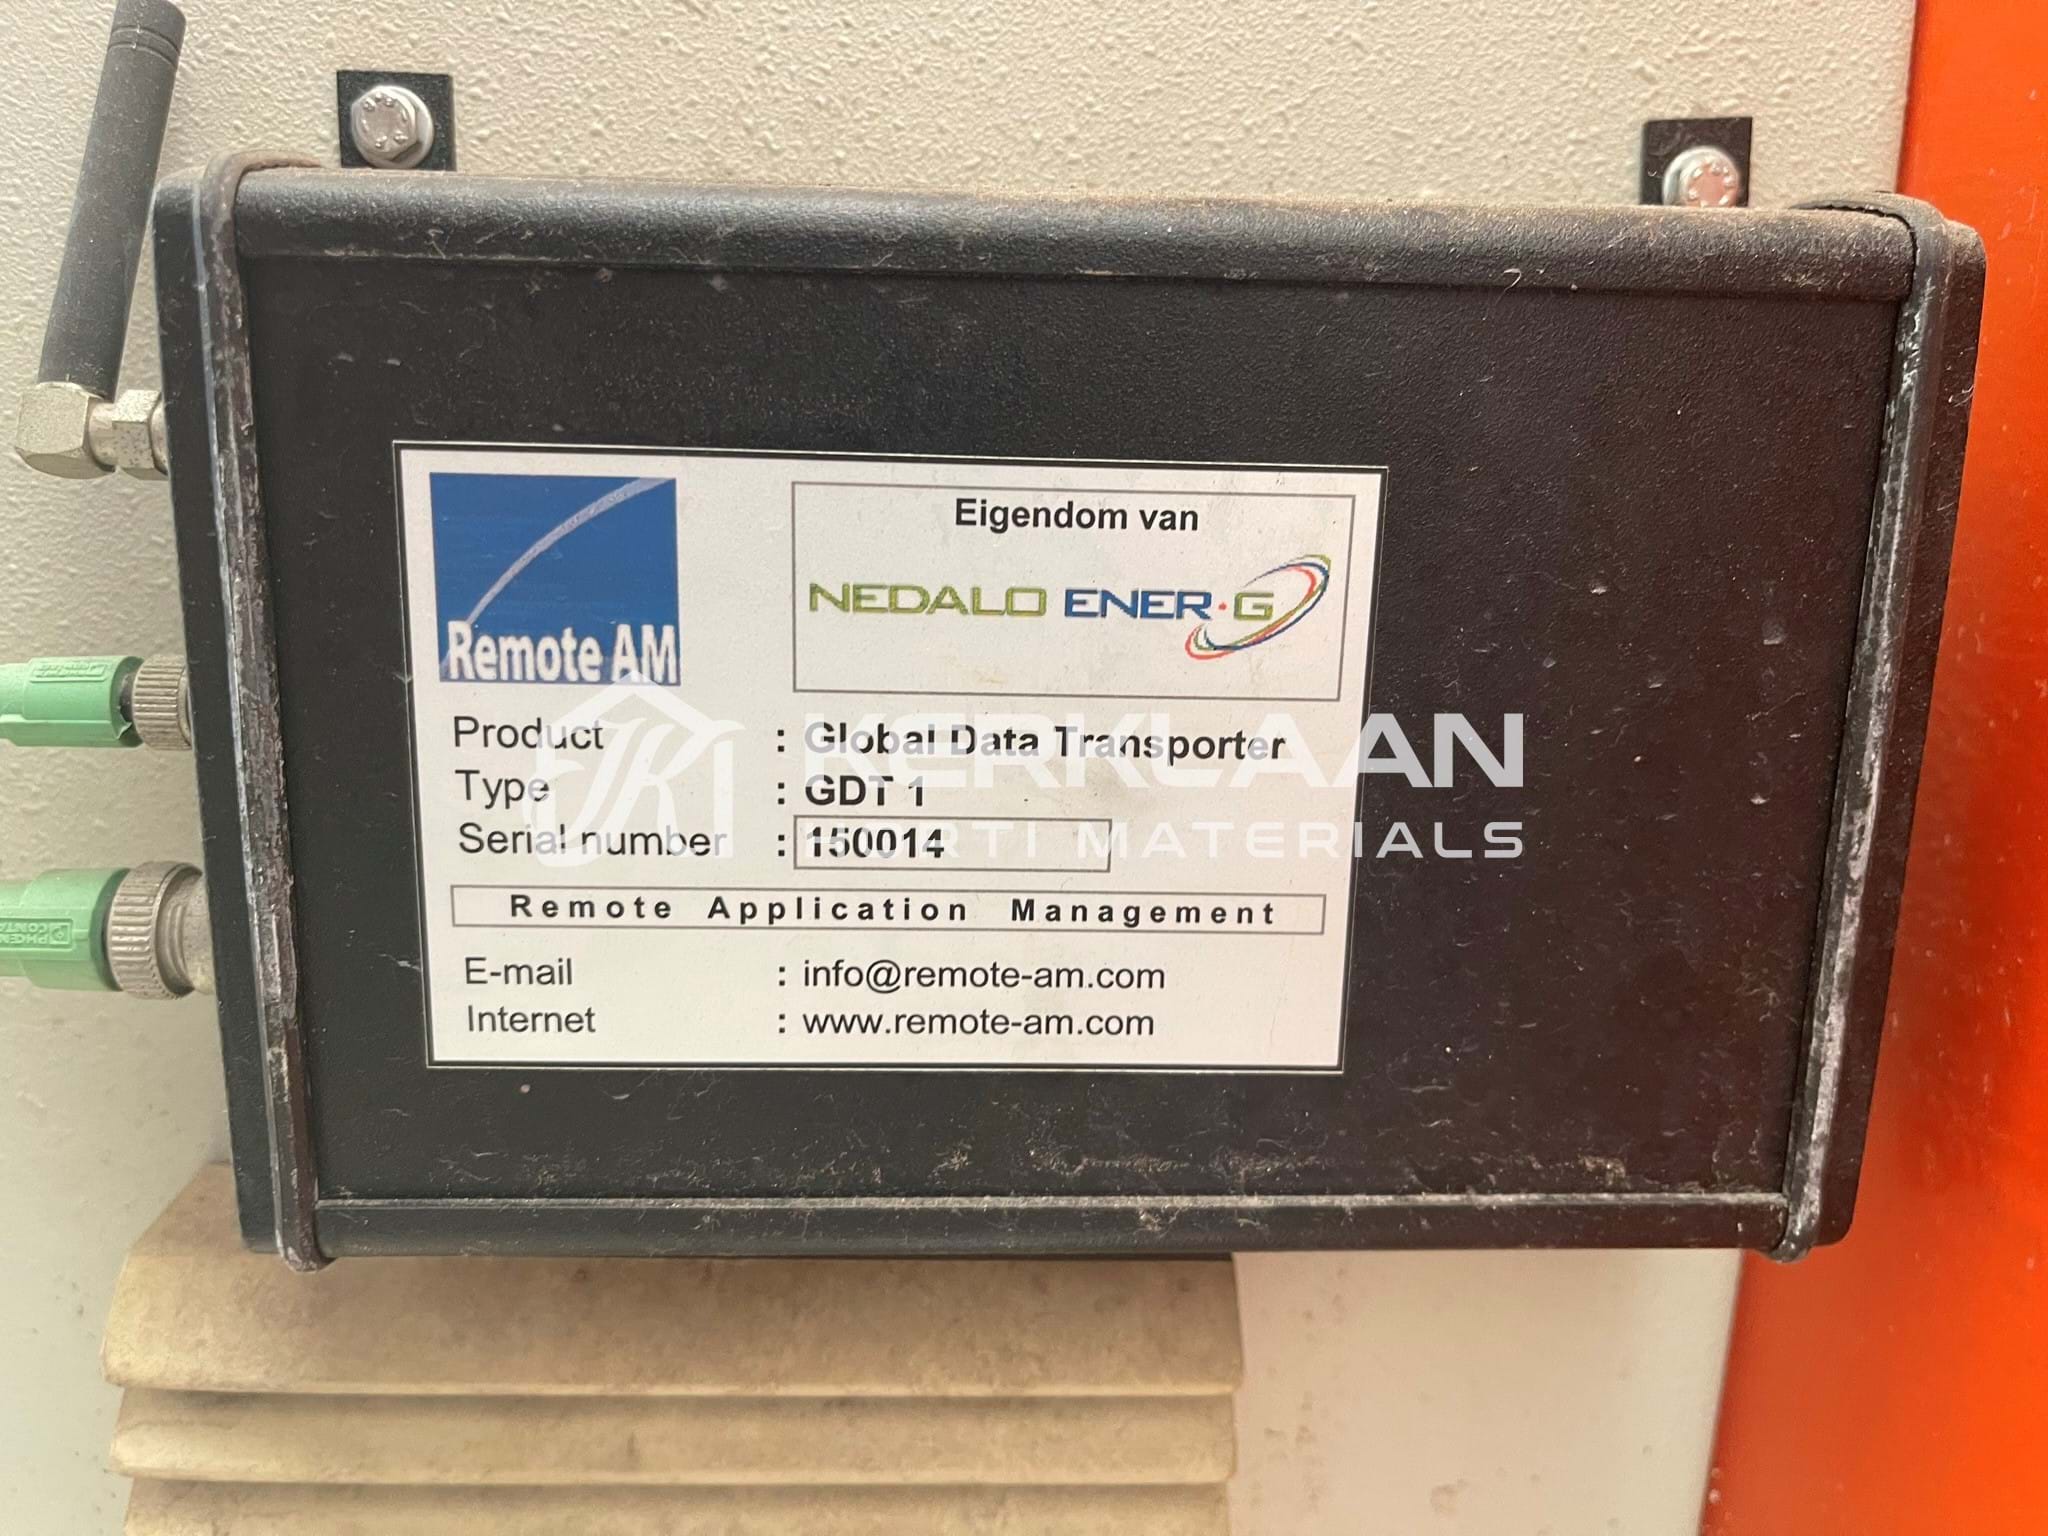 Remote AM
Eigendom van
NEDALO ENER·G
Product : Global Data Transporter
Type : GDT 1
Serial number : 150014
Remote Application Management
E-mail : info@remote-am.com
Internet : www.remote-am.com
KERKLAAN
HORTI MATERIALS